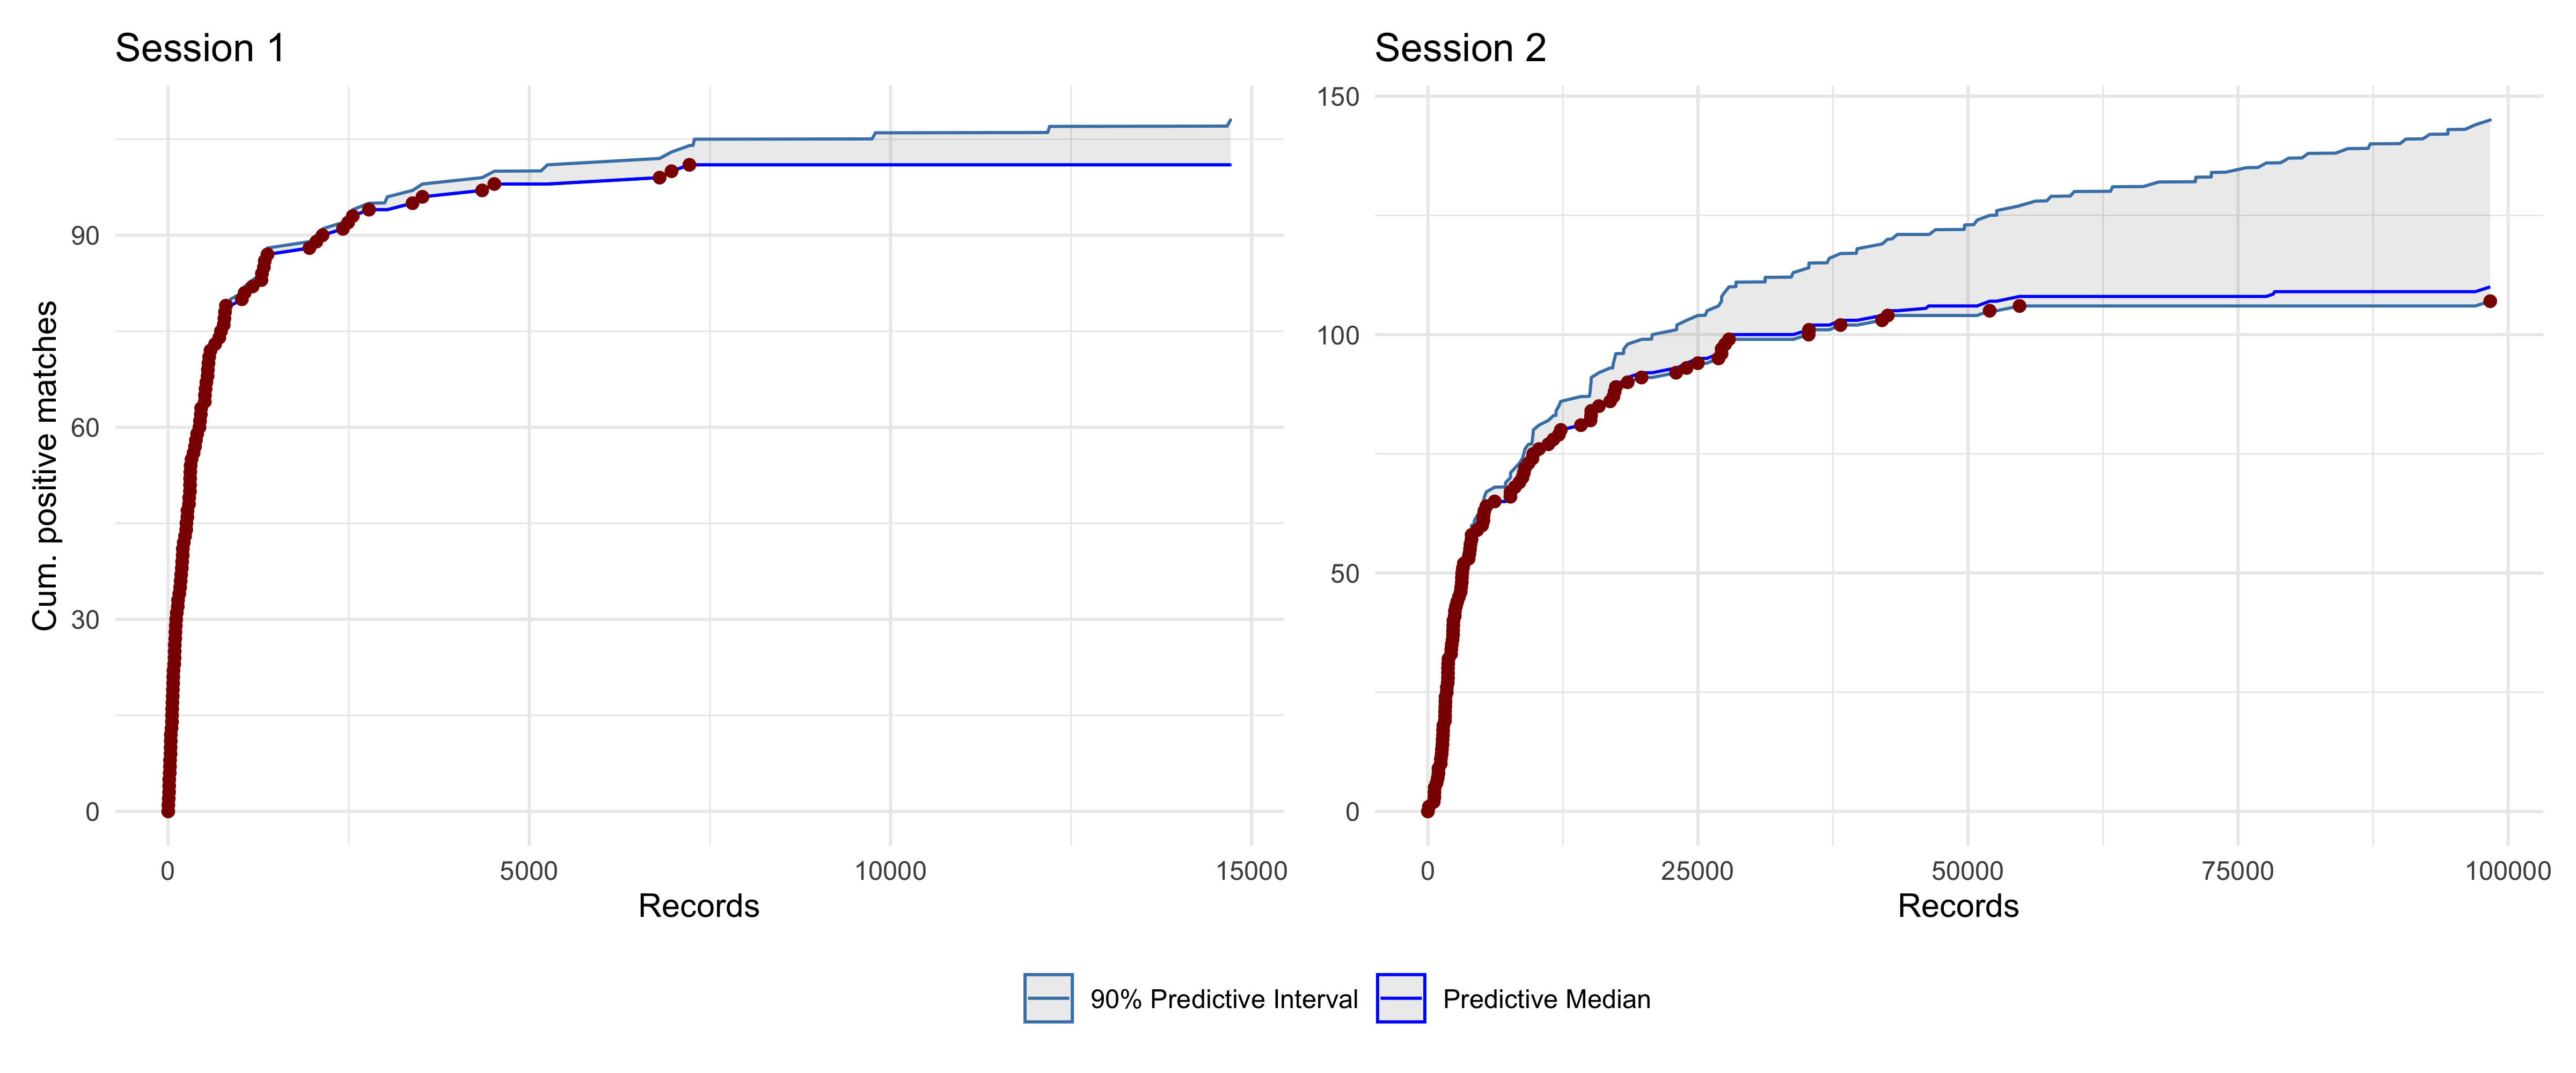 Session 1
Session 2
Cum. positive matches
90
60
30
0
0
5000
10000
15000
Records
150
100
50
0
0
25000
50000
75000
100000
Records
90% Predictive Interval
Predictive Median